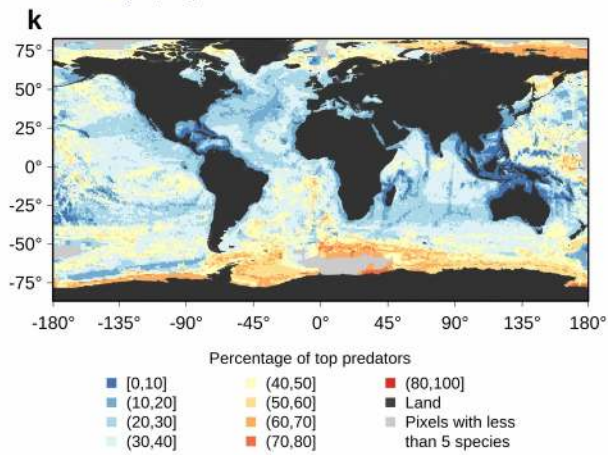 k
75°
50°
25°
0°
-25°
-50°
-75°
-180° -135° -90° -45° 0° 45° 90° 135° 180°
Percentage of top predators
[0,10] (40,50] (80,100]
(10,20] (50,60] Land
(20,30] (60,70] Pixels with less
(30,40] (70,80] than 5 species